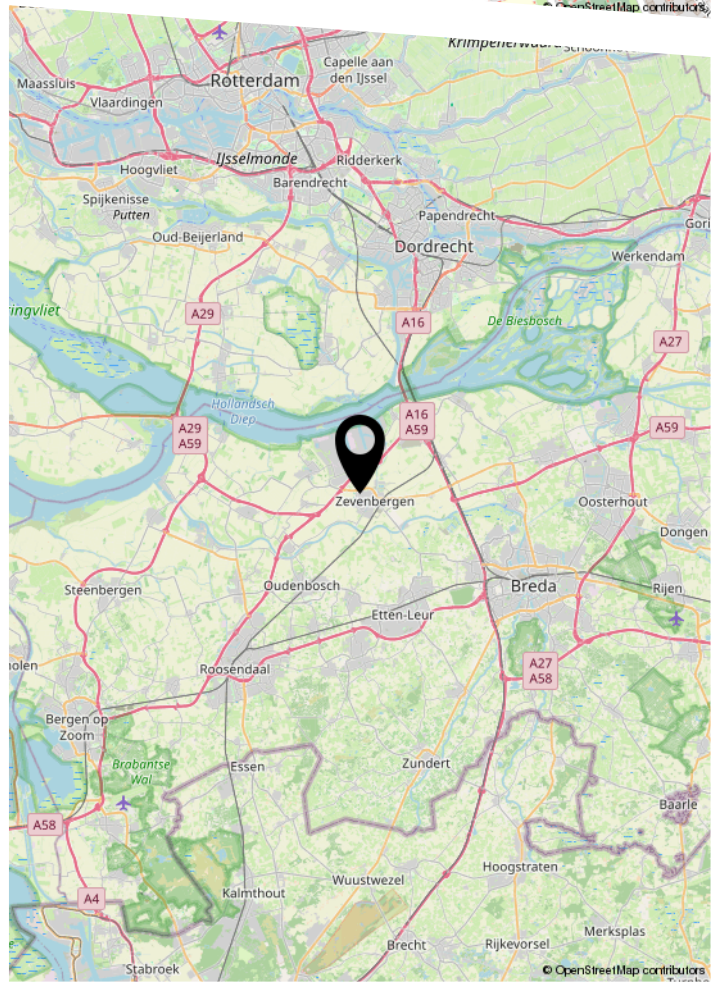 © OpenStreetMap contributors
Krimpenerwaard
Capelle aan
den IJssel
Rotterdam
Maassluis
Vlaardingen
IJsselmonde
Ridderkerk
Hoogvliet
Barendrecht
Spijkenisse
Putten
Papendrecht
Oud-Beijerland
Dordrecht
Werkendam
A29
A16
De Biesbosch
A27
Hollandsch
Diep
A16
A59
A29
A59
A59
Zevenbergen
Oosterhout
Dongen
Steenbergen
Oudenbosch
Breda
Rijen
Etten-Leur
Roosendaal
A27
A58
Bergen op
Zoom
Brabantse
Wal
Essen
Zundert
Baarle
A58
Hoogstraten
Wuustwezel
Kalmthout
A4
Merksplas
Brecht
Rijkevorsel
Stabroek
© OpenStreetMap contributors